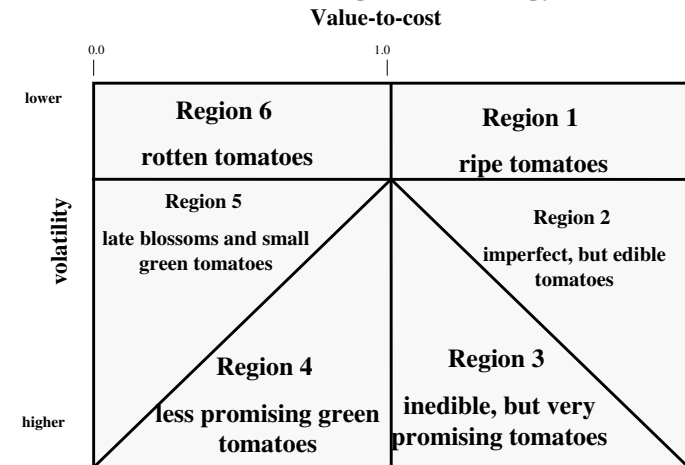 Value-to-cost
0.0
1.0
lower
Region 6
rotten tomatoes
Region 1
ripe tomatoes
volatility
Region 5
late blossoms and small
green tomatoes
Region 2
imperfect, but edible
tomatoes
Region 4
less promising green
tomatoes
Region 3
inedible, but very
promising tomatoes
higher